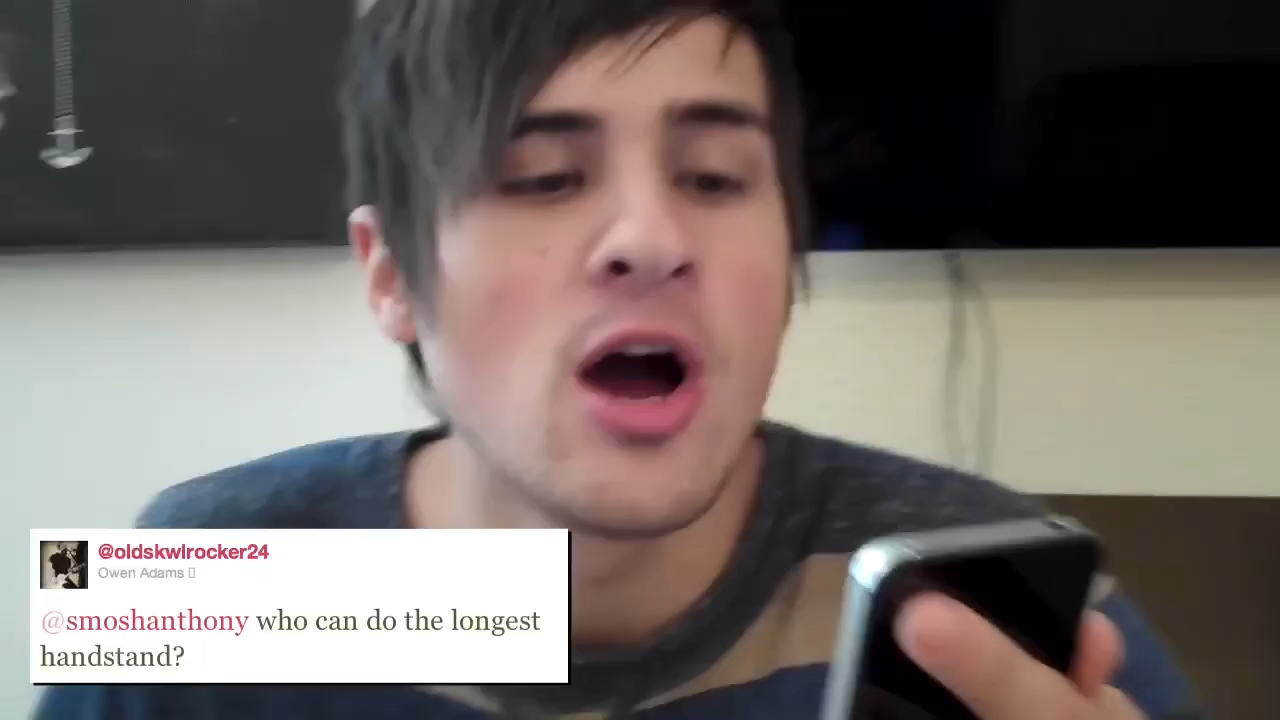 @oldskwlrocker24
Owen Adams
@smoshanthony who can do the longest
handstand?